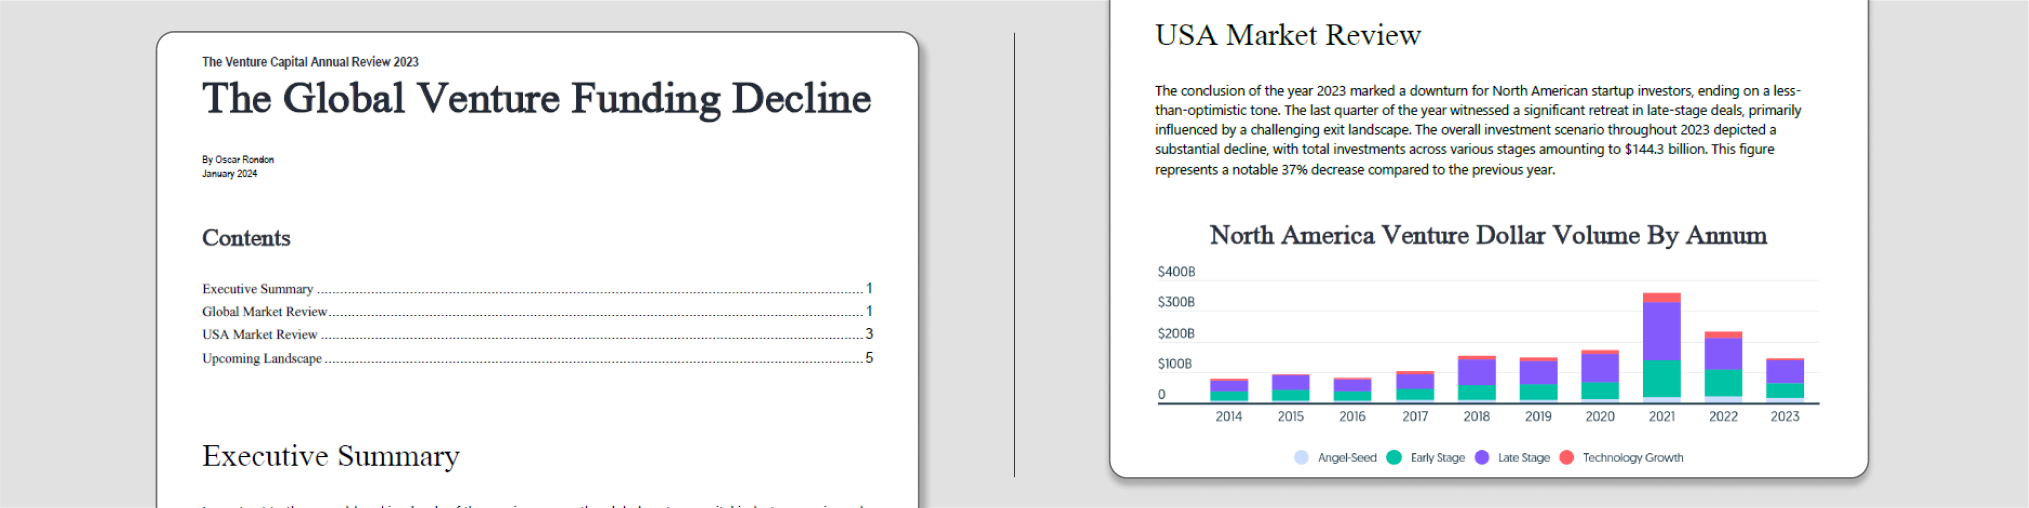 The Venture Capital Annual Review 2023
The Global Venture Funding Decline
By Oscar Rondon
January 2024
Contents
Executive Summary ........ 1
Global Market Review ........ 1
USA Market Review ........ 3
Upcoming Landscape ........ 5
Executive Summary
USA Market Review
The conclusion of the year 2023 marked a downturn for North American startup investors, ending on a less-
than-optimistic tone. The last quarter of the year witnessed a significant retreat in late-stage deals, primarily
influenced by a challenging exit landscape. The overall investment scenario throughout 2023 depicted a
substantial decline, with total investments across various stages amounting to $144.3 billion. This figure
represents a notable 37% decrease compared to the previous year.
North America Venture Dollar Volume By Annum
$400B
$300B
$200B
$100B
0
2014 2015 2016 2017 2018 2019 2020 2021 2022 2023
Angel-Seed Early Stage Late Stage Technology Growth